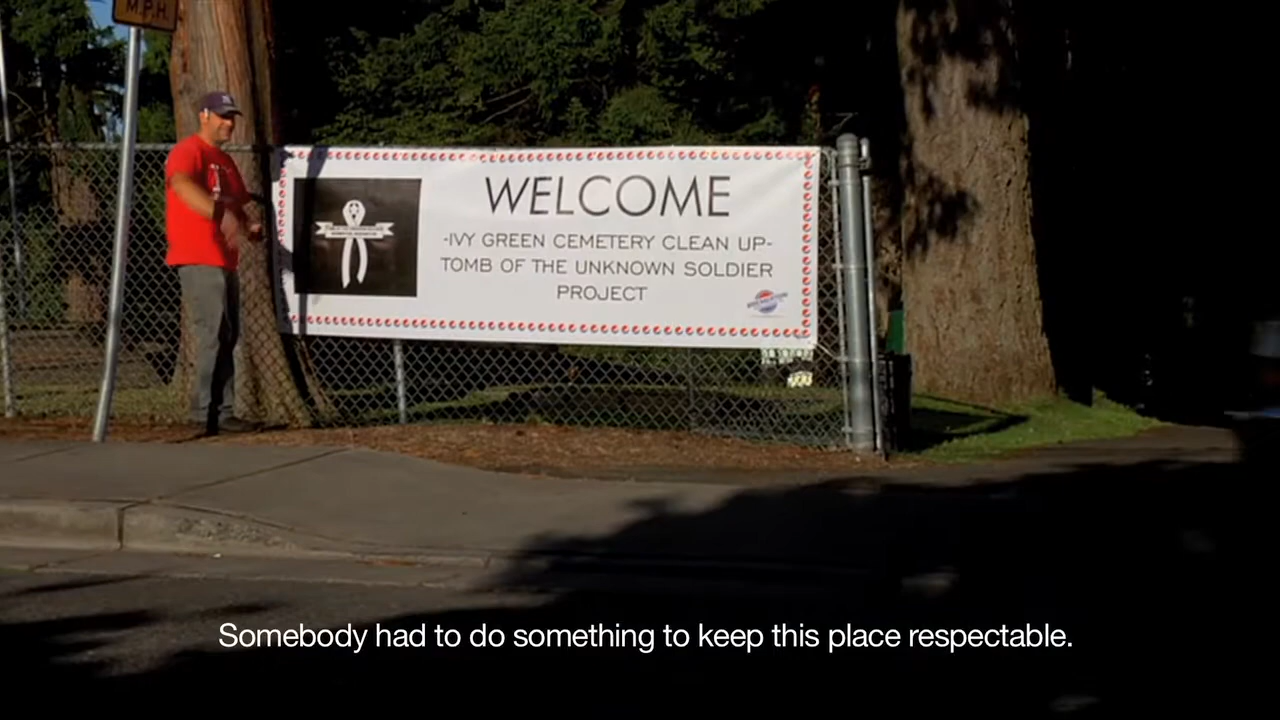 M.P.H.
WELCOME
-IVY GREEN CEMETERY CLEAN UP-
TOMB OF THE UNKNOWN SOLDIER
PROJECT
Somebody had to do something to keep this place respectable.